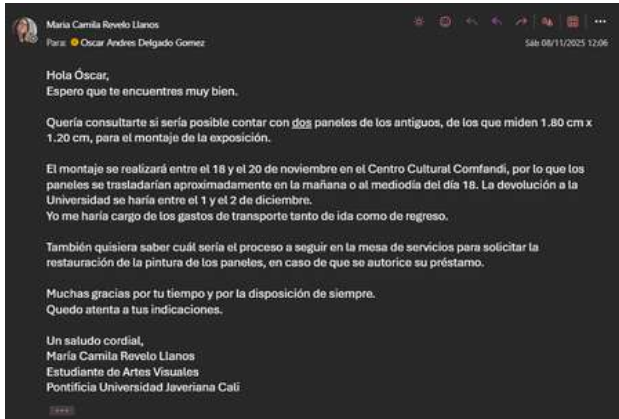 Maria Camila Revelo Llanos
Para: Oscar Andres Delgado Gomez
Sáb 08/11/2025 12:06
Hola Óscar,
Espero que te encuentres muy bien.
Quería consultarte si sería posible contar con dos paneles de los antiguos, de los que miden 1.80 cm x
1.20 cm, para el montaje de la exposición.
El montaje se realizará entre el 18 y el 20 de noviembre en el Centro Cultural Comfandi, por lo que los
paneles se trasladarían aproximadamente en la mañana o al mediodía del día 18. La devolución a la
Universidad se haría entre el 1 y el 2 de diciembre.
Yo me haría cargo de los gastos de transporte tanto de ida como de regreso.
También quisiera saber cuál sería el proceso a seguir en la mesa de servicios para solicitar la
restauración de la pintura de los paneles, en caso de que se autorice su préstamo.
Muchas gracias por tu tiempo y por la disposición de siempre.
Quedo atenta a tus indicaciones.
Un saludo cordial,
María Camila Revelo Llanos
Estudiante de Artes Visuales
Pontificia Universidad Javeriana Cali